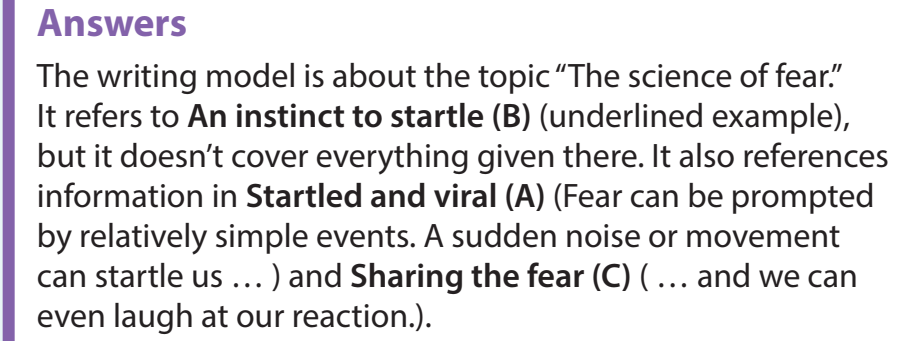 Answers
The writing model is about the topic “The science of fear.”
It refers to An instinct to startle (B) (underlined example),
but it doesn’t cover everything given there. It also references
information in Startled and viral (A) (Fear can be prompted
by relatively simple events. A sudden noise or movement
can startle us … ) and Sharing the fear (C) ( … and we can
even laugh at our reaction.).